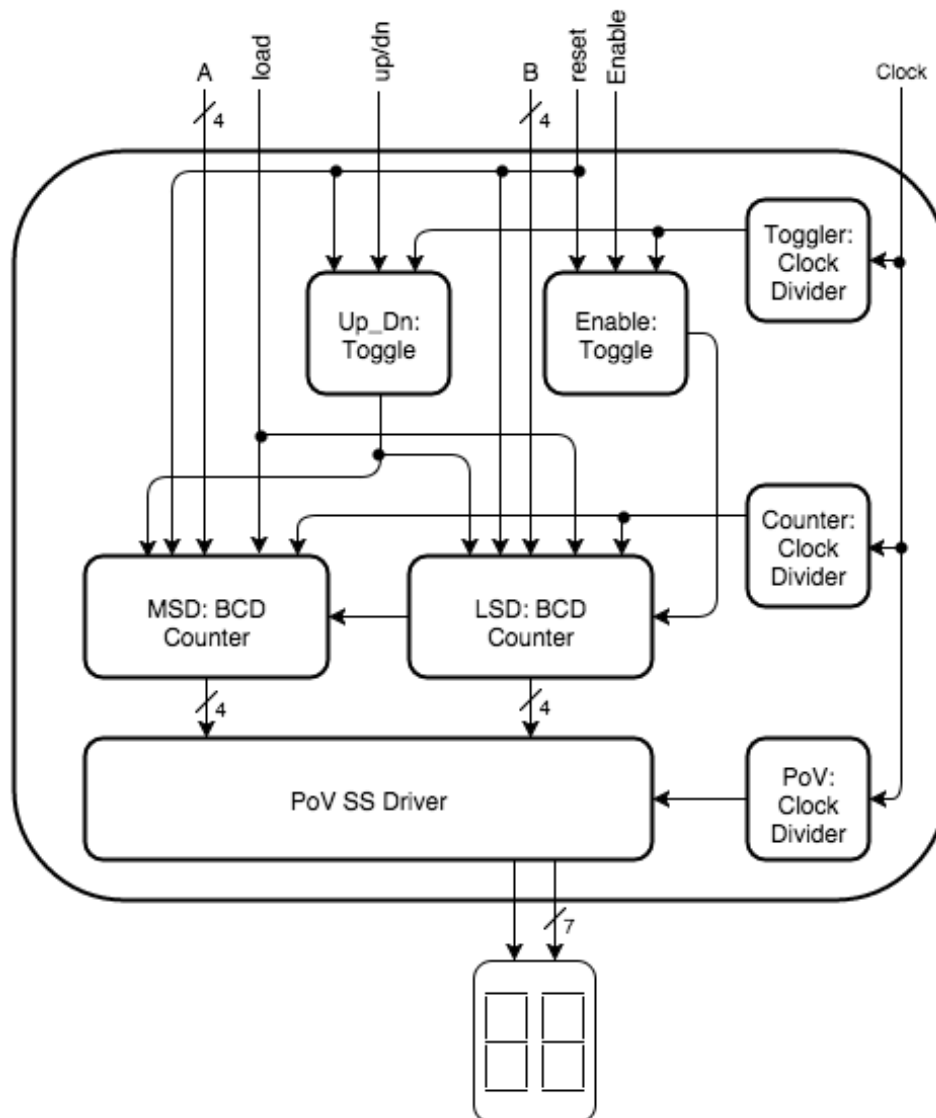 A
load
up/dn
B
reset
Enable
Clock
4
4
Toggler:
Clock
Divider
Up_Dn:
Toggle
Enable:
Toggle
Counter:
Clock
Divider
MSD: BCD
Counter
LSD: BCD
Counter
4
4
PoV SS Driver
PoV:
Clock
Divider
7